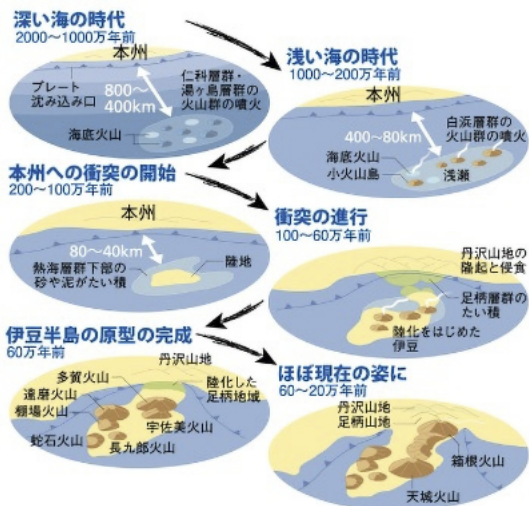 深い海の時代
2000～1000万年前
本州
プレート
沈み込み口
800～
400km
仁科層群・
湯ヶ島層群の
火山群の噴火
海底火山
浅い海の時代
1000～200万年前
本州
400～80km
白浜層群の
火山群の噴火
海底火山
小火山島
浅瀬
本州への衝突の開始
200～100万年前
本州
80～40km
熱海層群下部の
砂や泥がたい積
陸地
衝突の進行
100～60万年前
丹沢山地の
隆起と侵食
足柄層群の
たい積
陸化をはじめた
伊豆
伊豆半島の原型の完成
60万年前
丹沢山地
多賀火山
達磨火山
棚場火山
陸化した
足柄地域
宇佐美火山
蛇石火山
長九郎火山
ほぼ現在の姿に
60～20万年前
丹沢山地
足柄山地
箱根火山
天城火山